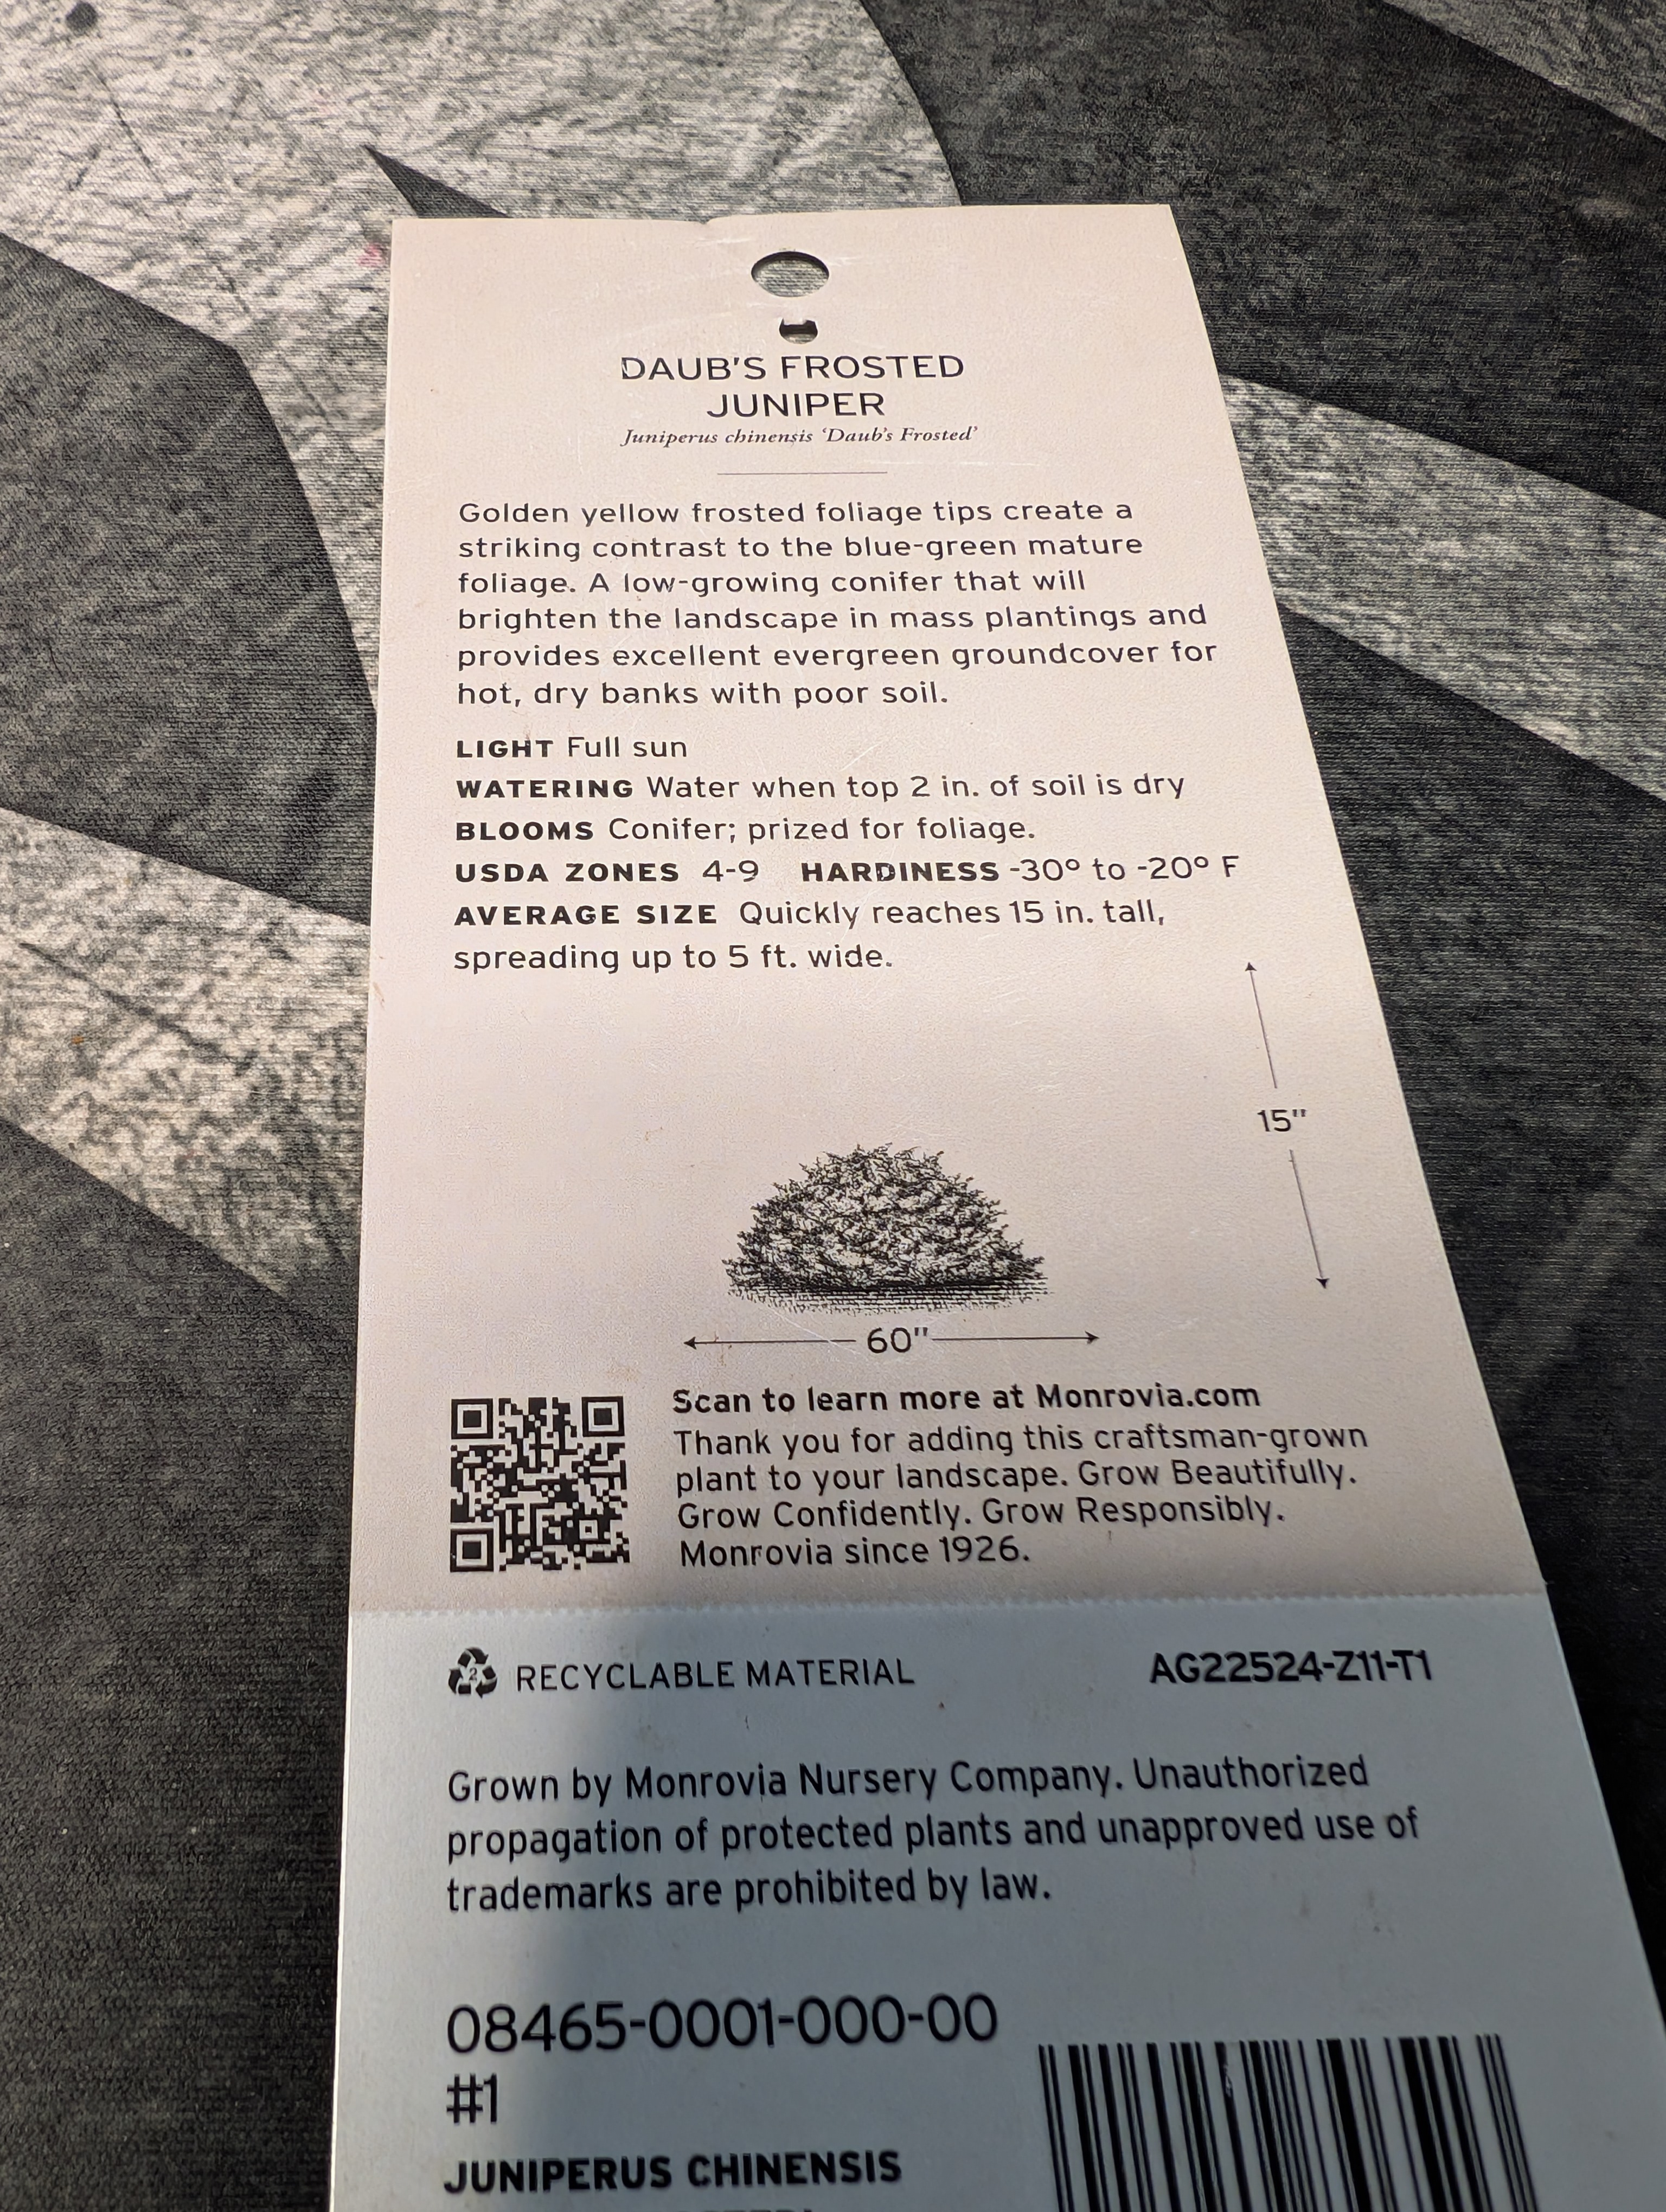 DAUB'S FROSTED
JUNIPER
Juniperus chinensis 'Daub's Frosted'
Golden yellow frosted foliage tips create a
striking contrast to the blue-green mature
foliage. A low-growing conifer that will
brighten the landscape in mass plantings and
provides excellent evergreen groundcover for
hot, dry banks with poor soil.
LIGHT Full sun
WATERING Water when top 2 in. of soil is dry
BLOOMS Conifer; prized for foliage.
USDA ZONES 4-9 HARDINESS -30° to -20° F
AVERAGE SIZE Quickly reaches 15 in. tall,
spreading up to 5 ft. wide.
15"
60"
Scan to learn more at Monrovia.com
Thank you for adding this craftsman-grown
plant to your landscape. Grow Beautifully.
Grow Confidently. Grow Responsibly.
Monrovia since 1926.
2 RECYCLABLE MATERIAL AG22524-Z11-T1
Grown by Monrovia Nursery Company. Unauthorized
propagation of protected plants and unapproved use of
trademarks are prohibited by law.
08465-0001-000-00
#1
JUNIPERUS CHINENSIS